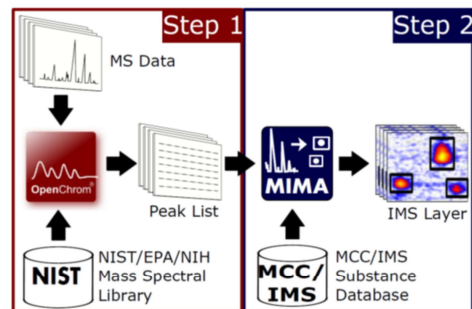 Step 1
Step 2
MS Data
OpenChrom®
Peak List
MIMA
IMS Layer
NIST
NIST/EPA/NIH
Mass Spectral
Library
MCC/
IMS
MCC/IMS
Substance
Database